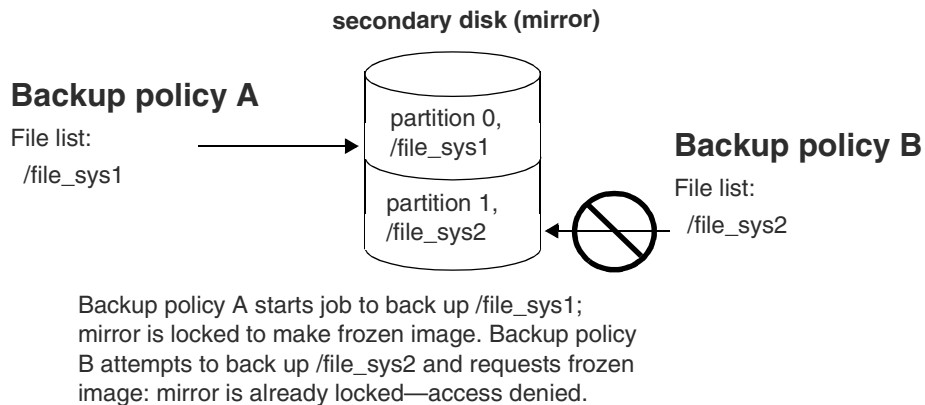 secondary disk (mirror)
Backup policy A
File list:
/file_sys1
partition 0,
/file_sys1
partition 1,
/file_sys2
Backup policy B
File list:
/file_sys2
Backup policy A starts job to back up /file_sys1;
mirror is locked to make frozen image. Backup policy
B attempts to back up /file_sys2 and requests frozen
image: mirror is already locked—access denied.